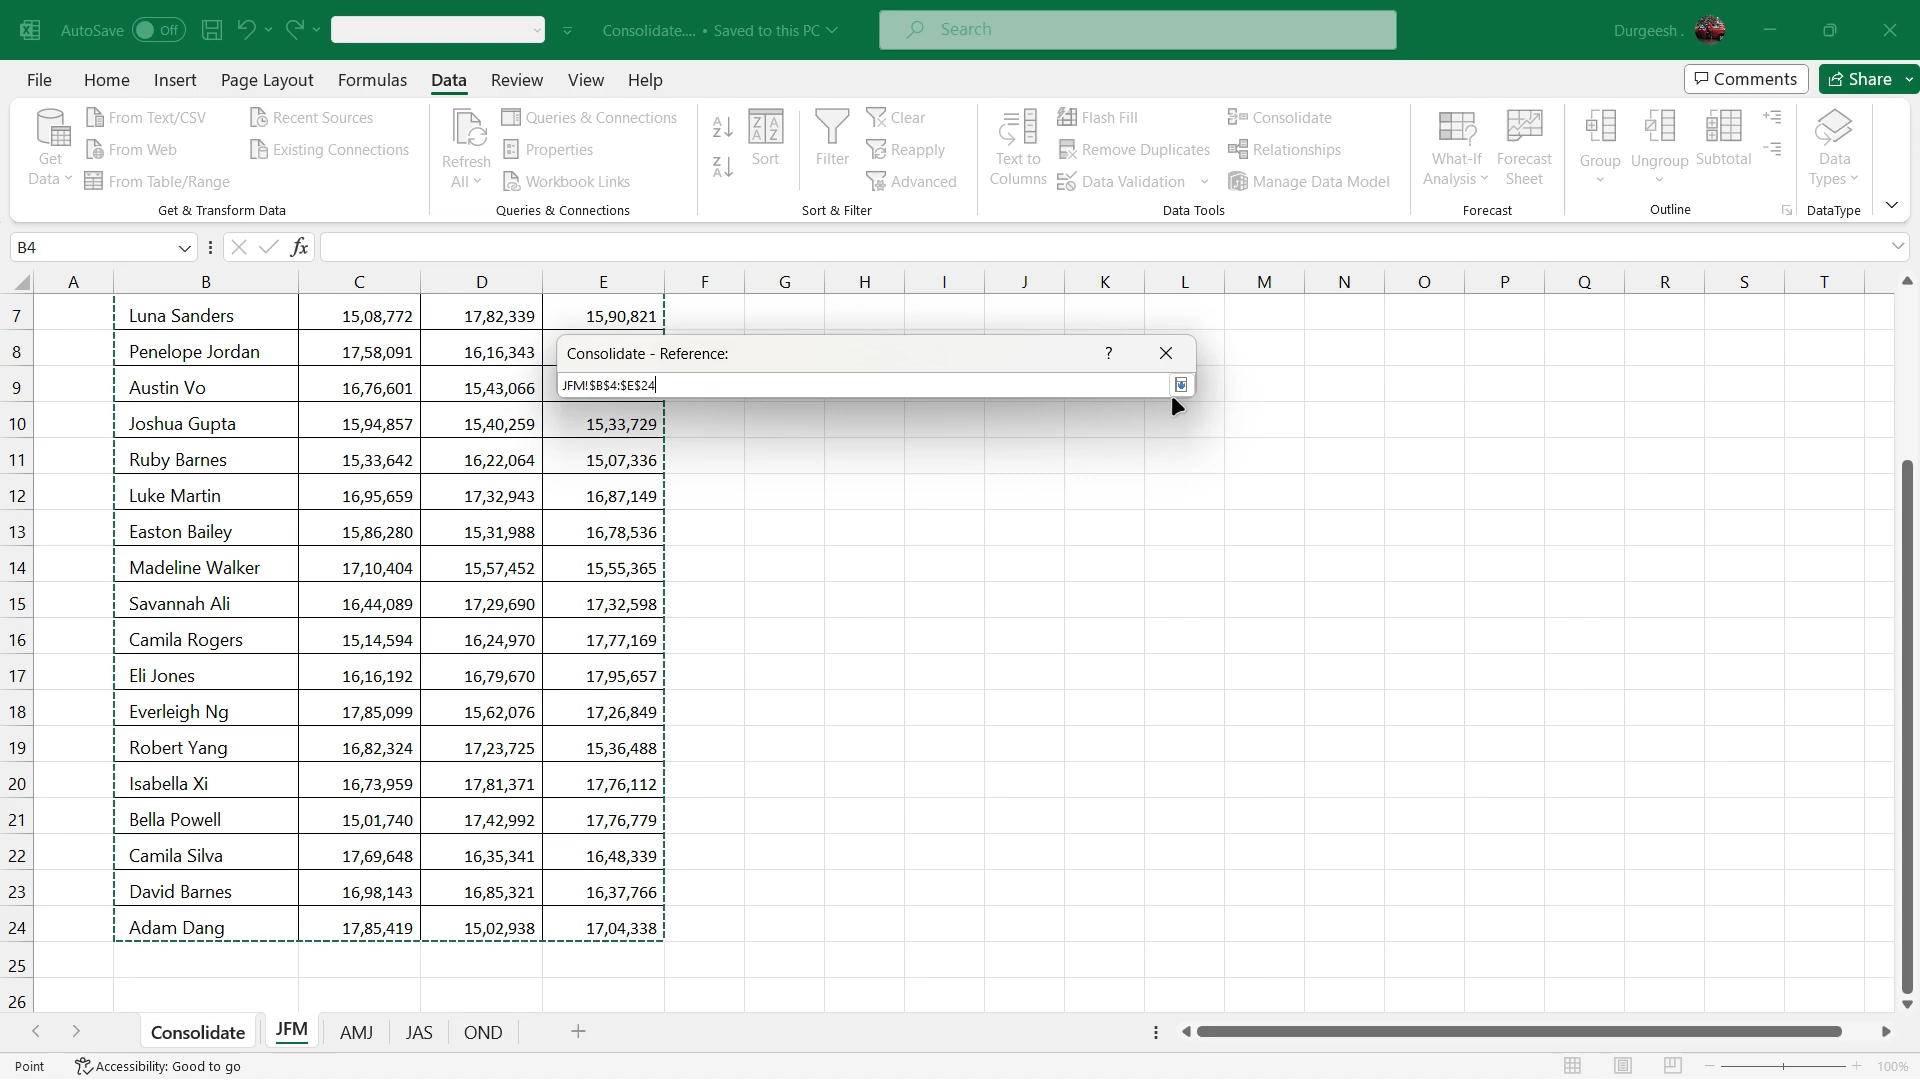 AutoSave Off Consolidate.... • Saved to this PC Search Durgeesh .
File Home Insert Page Layout Formulas Data Review View Help Comments Share
Get Data
From Text/CSV
From Web
From Table/Range
Recent Sources
Existing Connections
Get & Transform Data
Refresh All
Queries & Connections
Properties
Workbook Links
Queries & Connections
Sort
Filter
Clear
Reapply
Advanced
Sort & Filter
Text to Columns
Flash Fill
Remove Duplicates
Data Validation
Consolidate
Relationships
Manage Data Model
Data Tools
What-If Analysis
Forecast Sheet
Forecast
Group
Ungroup
Subtotal
Outline
Data Types
DataType
B4 fx
A B C D E F G H I J K L M N O P Q R S T
7 Luna Sanders 15,08,772 17,82,339 15,90,821
Consolidate - Reference: ?
JFM!$B$4:$E$24
8 Penelope Jordan 17,58,091 16,16,343
9 Austin Vo 16,76,601 15,43,066
10 Joshua Gupta 15,94,857 15,40,259 15,33,729
11 Ruby Barnes 15,33,642 16,22,064 15,07,336
12 Luke Martin 16,95,659 17,32,943 16,87,149
13 Easton Bailey 15,86,280 15,31,988 16,78,536
14 Madeline Walker 17,10,404 15,57,452 15,55,365
15 Savannah Ali 16,44,089 17,29,690 17,32,598
16 Camila Rogers 15,14,594 16,24,970 17,77,169
17 Eli Jones 16,16,192 16,79,670 17,95,657
18 Everleigh Ng 17,85,099 15,62,076 17,26,849
19 Robert Yang 16,82,324 17,23,725 15,36,488
20 Isabella Xi 16,73,959 17,81,371 17,76,112
21 Bella Powell 15,01,740 17,42,992 17,76,779
22 Camila Silva 17,69,648 16,35,341 16,48,339
23 David Barnes 16,98,143 16,85,321 16,37,766
24 Adam Dang 17,85,419 15,02,938 17,04,338
25
26
Consolidate JFM AMJ JAS OND
Point Accessibility: Good to go 100%